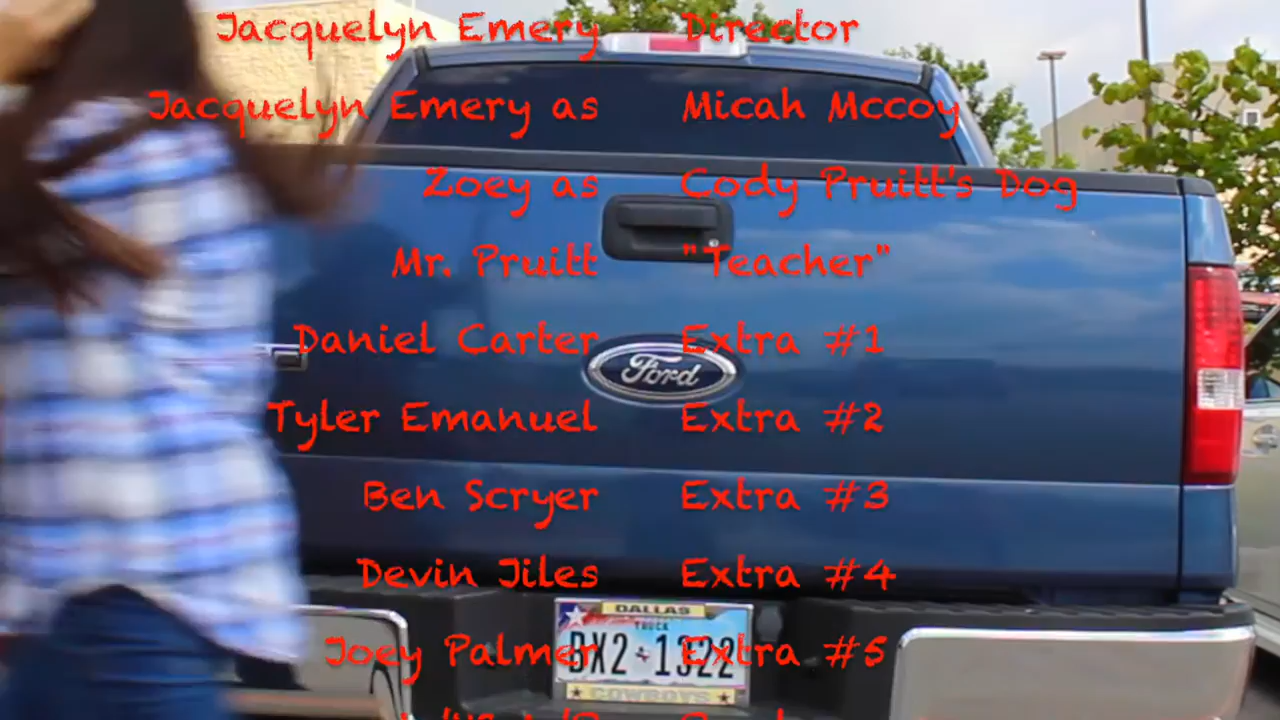 Jacquelyn Emery Director
Jacquelyn Emery as Micah Mccoy
Zoey as Cody Pruitt's Dog
Mr. Pruitt "Teacher"
Daniel Carter Extra #1
Ford
Tyler Emanuel Extra #2
Ben Scryer Extra #3
Devin Jiles Extra #4
DALLAS
TRUCK
BX2 1322
Joey Palmer Extra #5
COWBOYS